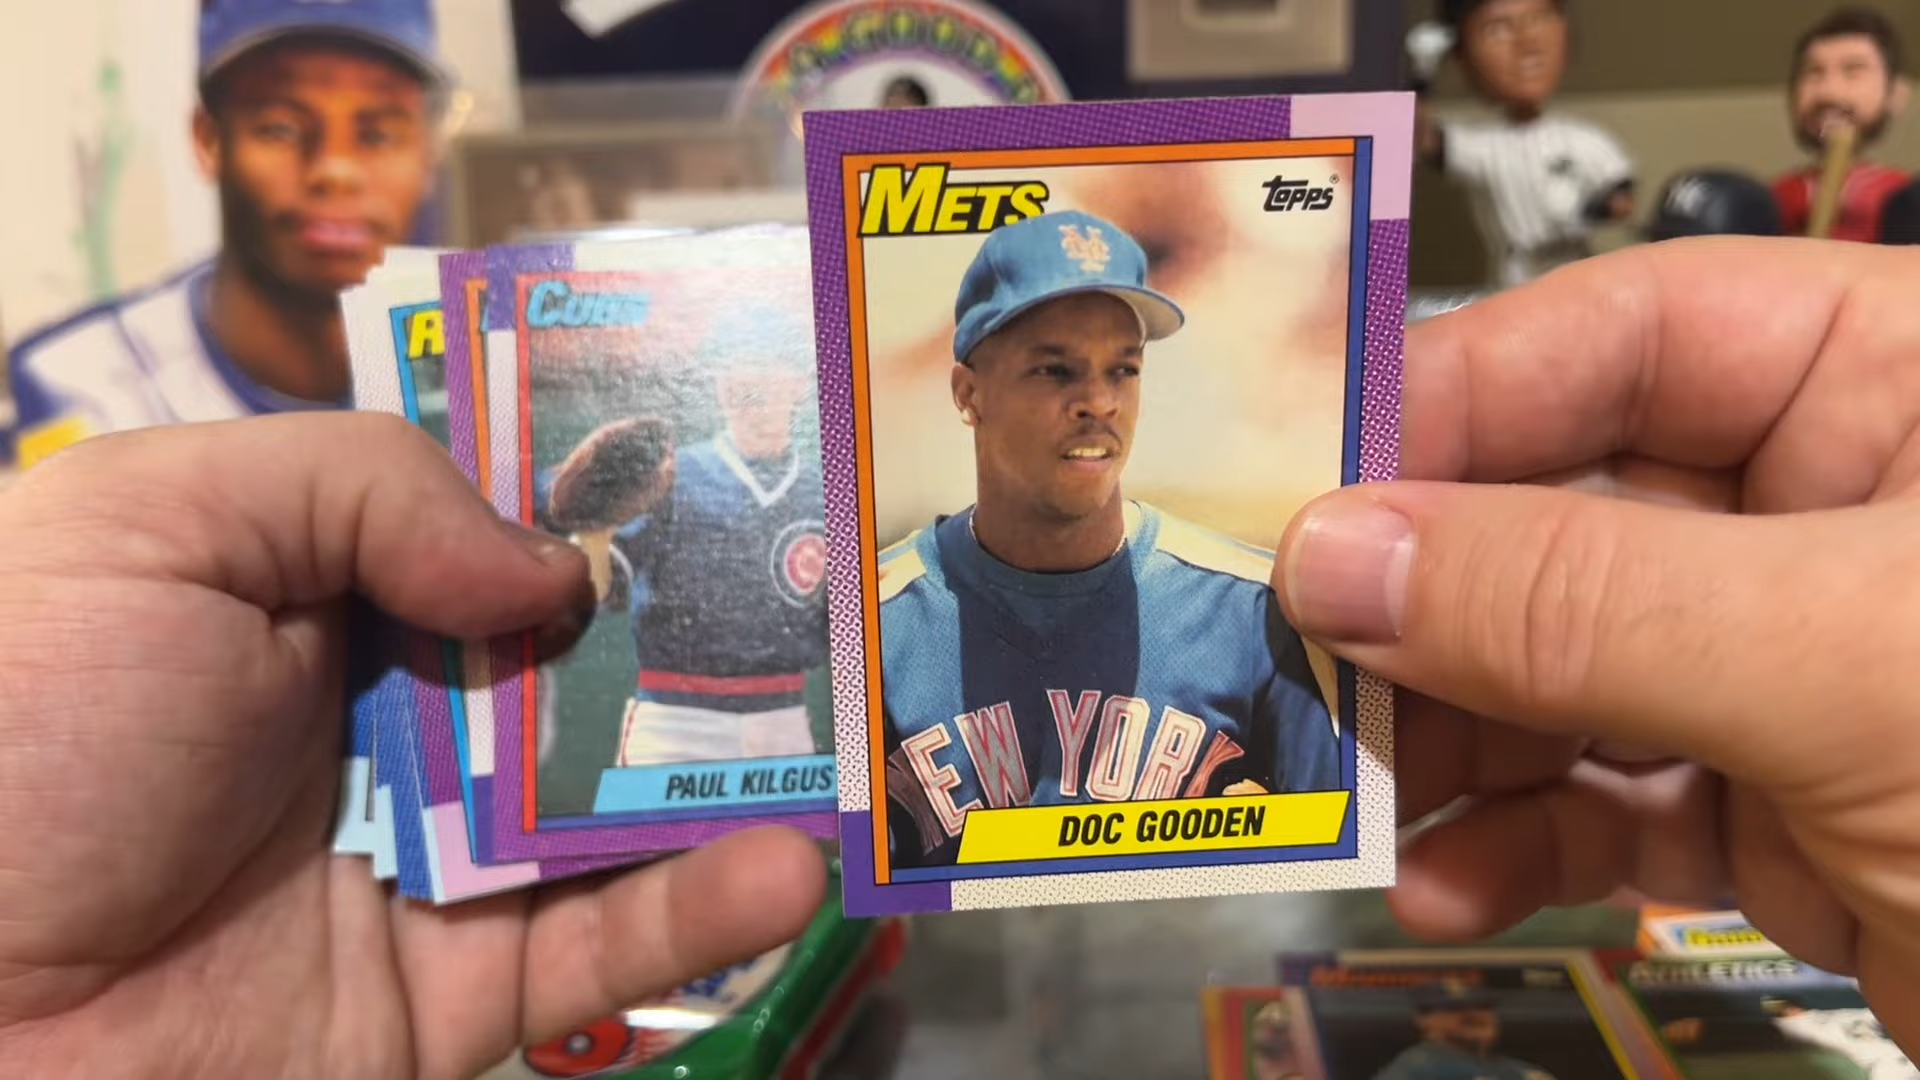 METS
TOPPS®
CUBS
PAUL KILGUS
NEW YORK
DOC GOODEN
ATHLETICS